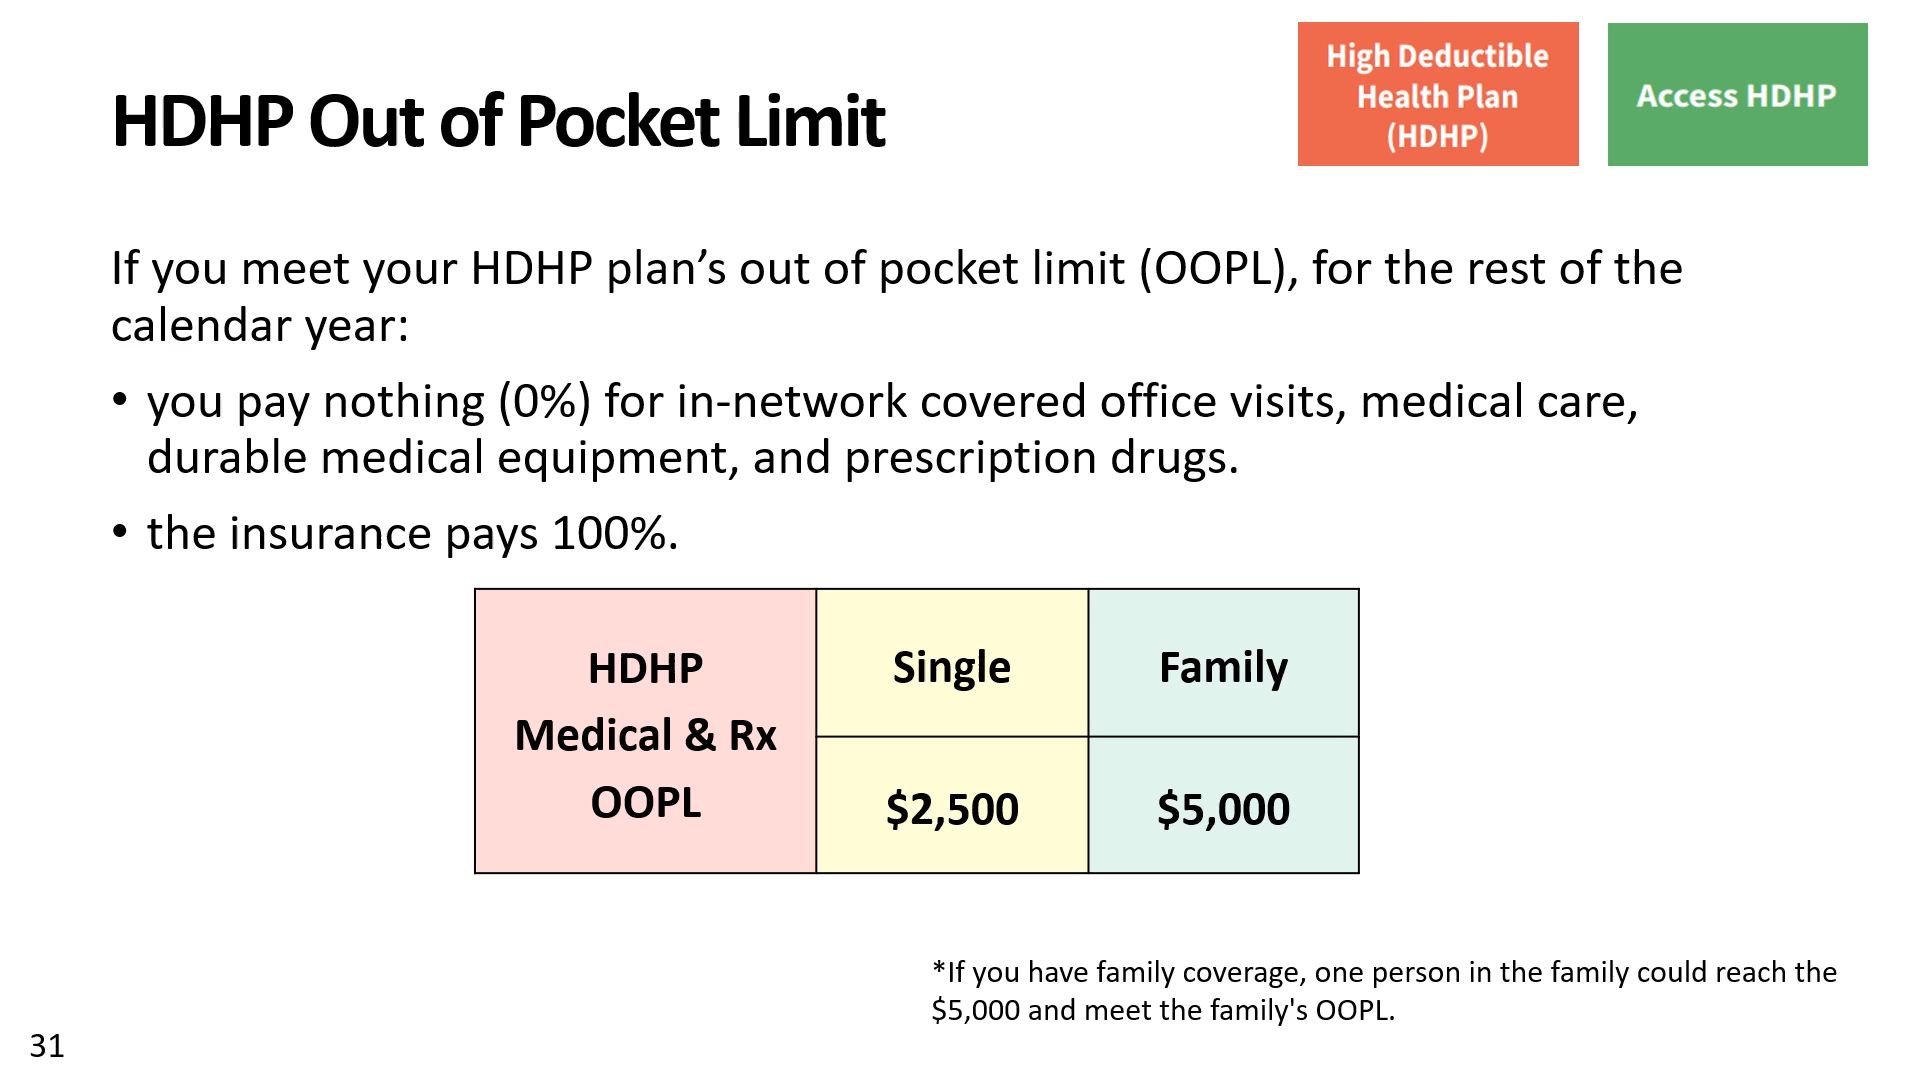 High Deductible
Health Plan
(HDHP)
Access HDHP
HDHP Out of Pocket Limit
If you meet your HDHP plan’s out of pocket limit (OOPL), for the rest of the
calendar year:
• you pay nothing (0%) for in-network covered office visits, medical care,
durable medical equipment, and prescription drugs.
• the insurance pays 100%.
HDHP
Medical & Rx
OOPL
Single
Family
$2,500
$5,000
*If you have family coverage, one person in the family could reach the
$5,000 and meet the family's OOPL.
31